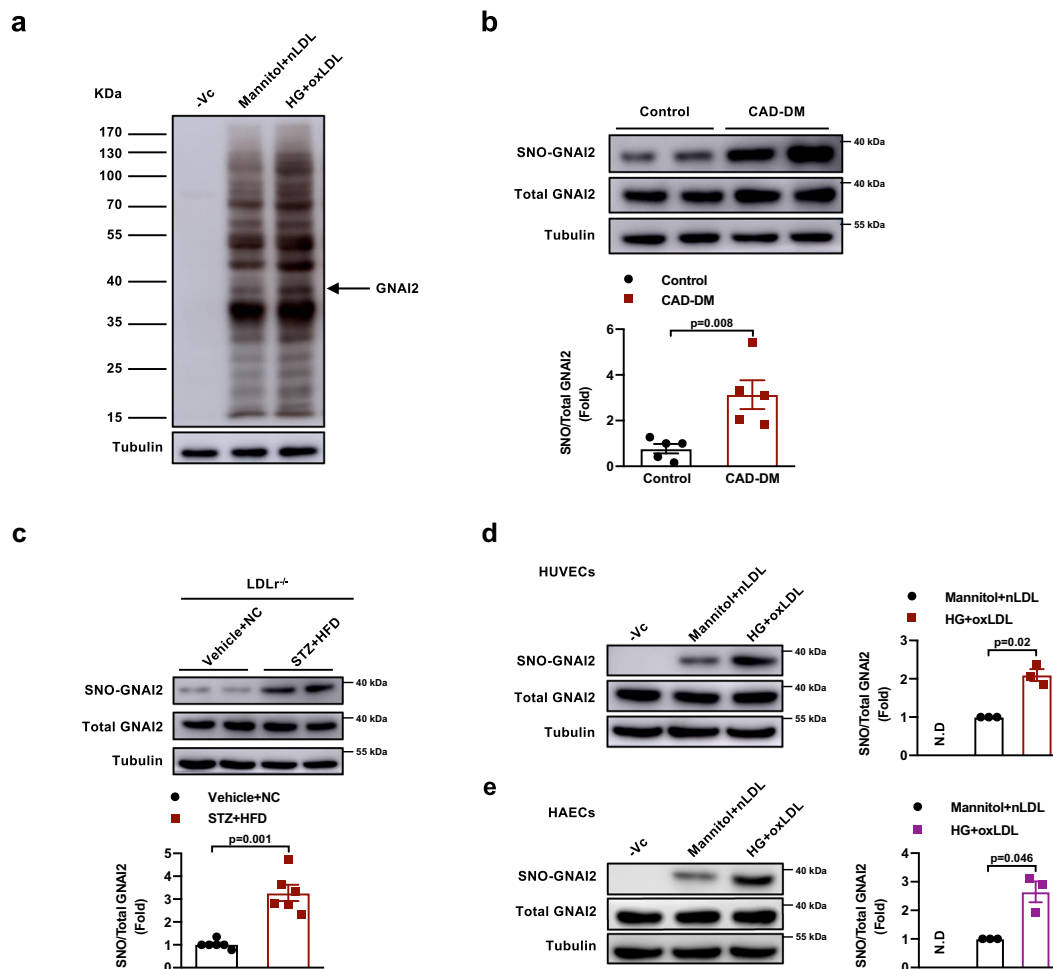 a
KDa
-Vc
Mannitol+nLDL
HG+oxLDL
170
130
100
70
55
40
35
25
15
GNAI2
Tubulin
b
Control CAD-DM
SNO-GNAI2 40 kDa
Total GNAI2 40 kDa
Tubulin 55 kDa
Control
CAD-DM
p=0.008
SNO/Total GNAI2
(Fold)
6
4
2
0
Control CAD-DM
c
LDLr-/-
Vehicle+NC
STZ+HFD
SNO-GNAI2 40 kDa
Total GNAI2 40 kDa
Tubulin 55 kDa
Vehicle+NC
STZ+HFD
p=0.001
SNO/Total GNAI2
(Fold)
5
4
3
2
1
0
d
HUVECs
-Vc
Mannitol+nLDL
HG+oxLDL
SNO-GNAI2 40 kDa
Total GNAI2 40 kDa
Tubulin 55 kDa
Mannitol+nLDL
HG+oxLDL
p=0.02
SNO/Total GNAI2
(Fold)
3
2
1
0
N.D
e
HAECs
-Vc
Mannitol+nLDL
HG+oxLDL
SNO-GNAI2 40 kDa
Total GNAI2 40 kDa
Tubulin 55 kDa
Mannitol+nLDL
HG+oxLDL
p=0.046
SNO/Total GNAI2
(Fold)
4
3
2
1
0
N.D